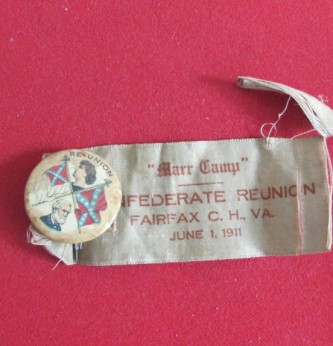 REUNION
"Marr Camp"
NFEDERATE REUNION
FAIRFAX C. H., VA.
JUNE 1, 1911